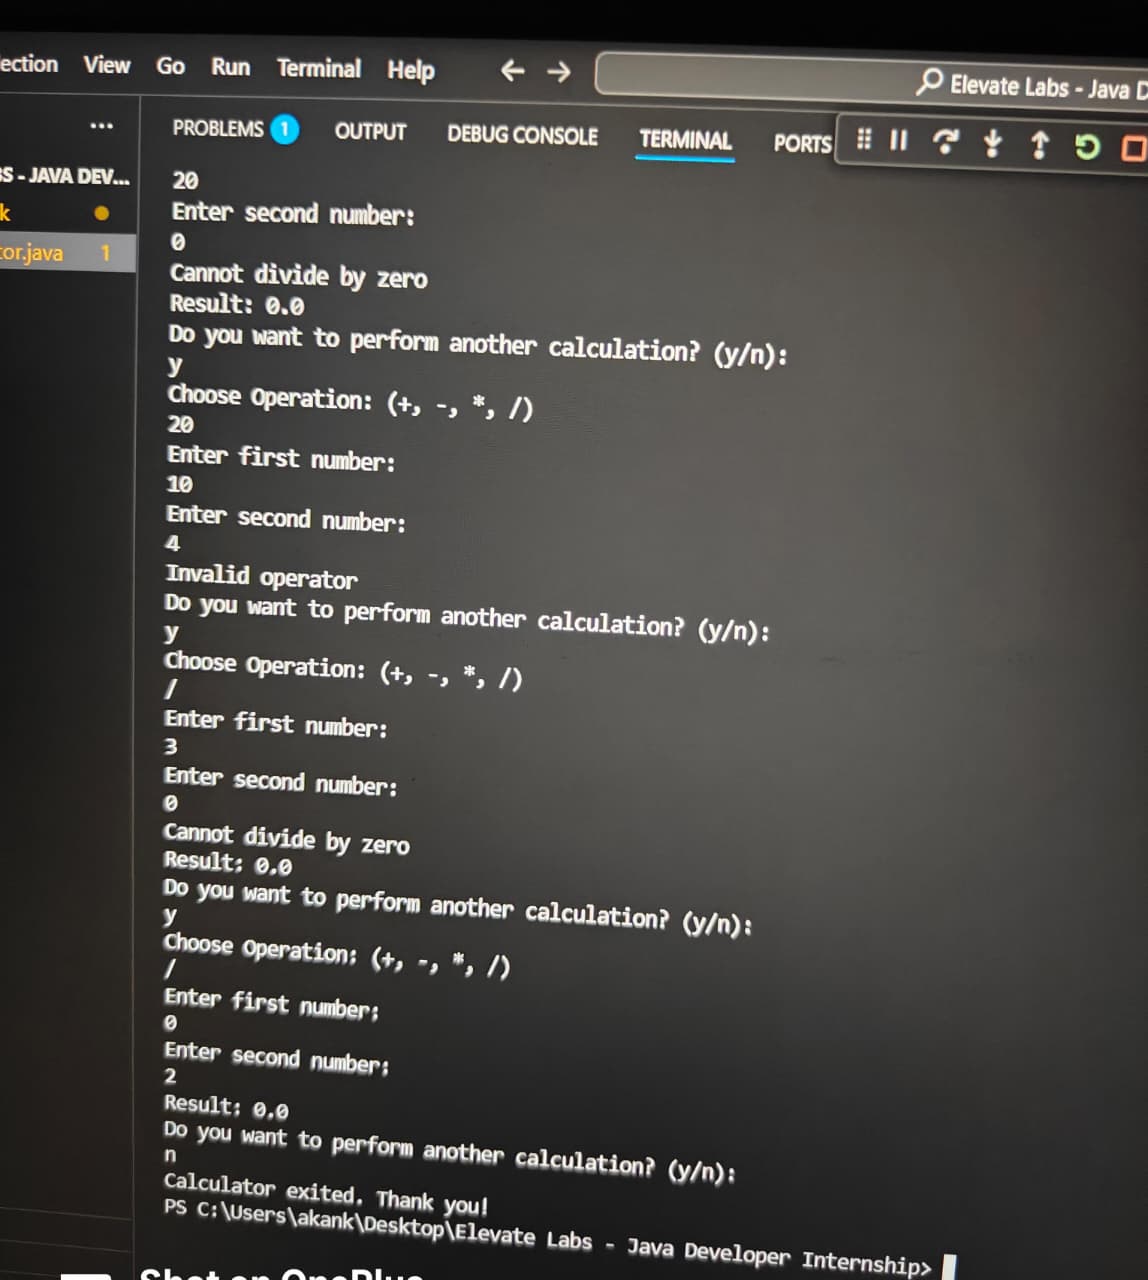 ection View Go Run Terminal Help
Elevate Labs - Java D
PROBLEMS 1 OUTPUT DEBUG CONSOLE TERMINAL PORTS
S - JAVA DEV...
k
tor.java 1
20
Enter second number:
0
Cannot divide by zero
Result: 0.0
Do you want to perform another calculation? (y/n):
y
Choose Operation: (+, -, *, /)
20
Enter first number:
10
Enter second number:
4
Invalid operator
Do you want to perform another calculation? (y/n):
y
Choose Operation: (+, -, *, /)
/
Enter first number:
3
Enter second number:
0
Cannot divide by zero
Result: 0.0
Do you want to perform another calculation? (y/n):
y
Choose Operation: (+, -, *, /)
/
Enter first number:
0
Enter second number:
2
Result: 0.0
Do you want to perform another calculation? (y/n):
n
Calculator exited. Thank you!
PS C:\Users\akank\Desktop\Elevate Labs - Java Developer Internship>
Shot on OnePlus